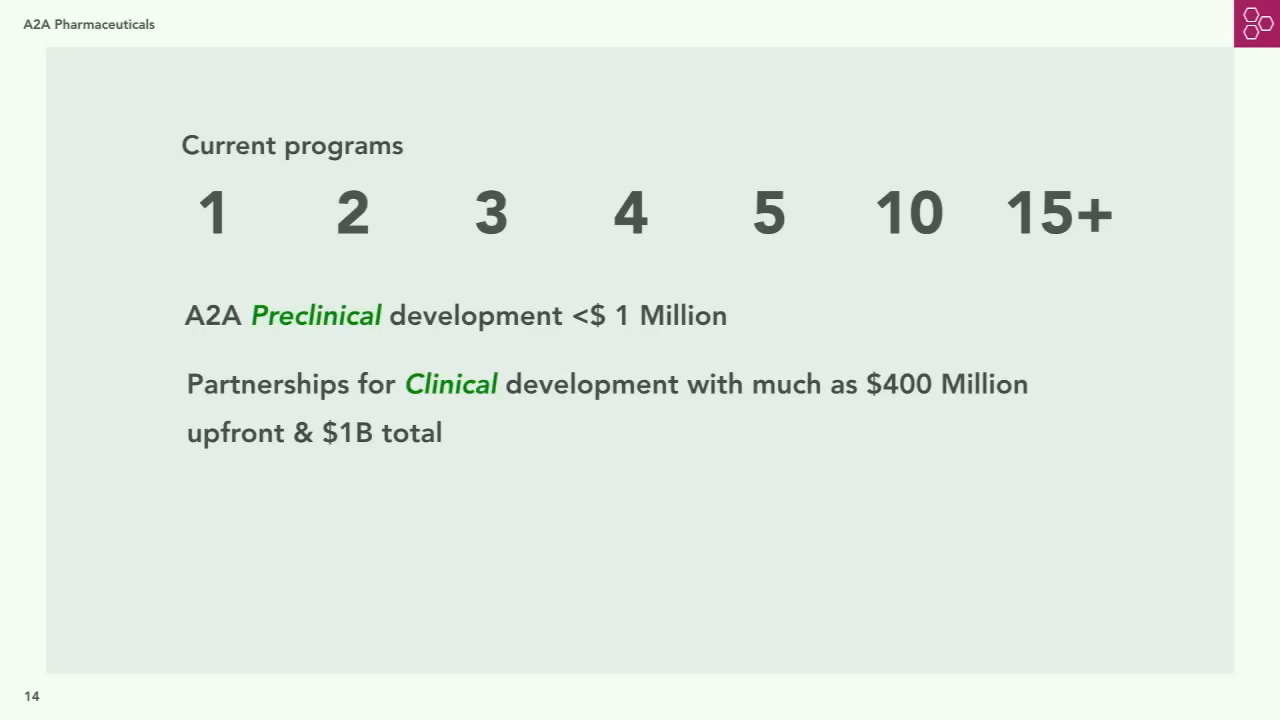 A2A Pharmaceuticals
Current programs
1 2 3 4 5 10 15+
A2A Preclinical development <$ 1 Million
Partnerships for Clinical development with much as $400 Million
upfront & $1B total
14